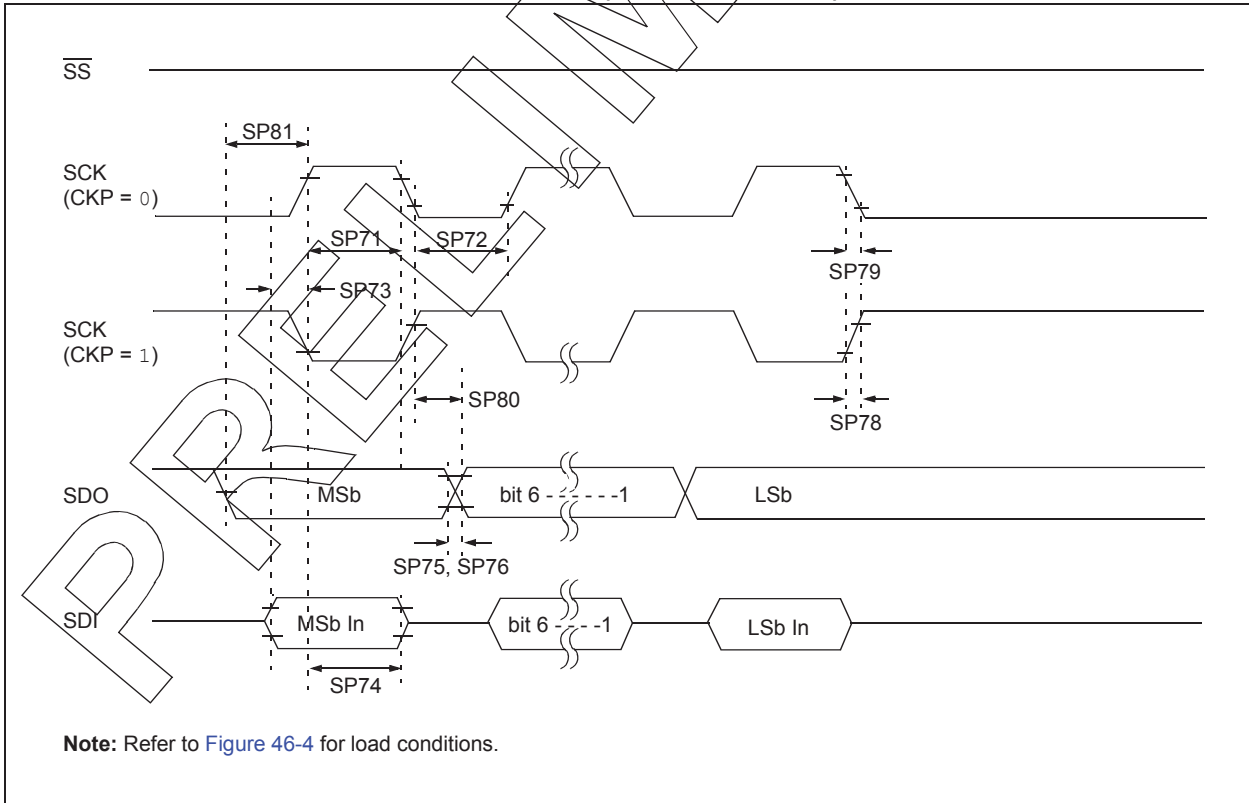 SS
SP81
SCK
(CKP = 0)
SP71
SP72
SP79
SP73
SCK
(CKP = 1)
SP80
SP78
SDO
MSb
bit 6 - - - - - -1
LSb
SP75, SP76
SDI
MSb In
bit 6 - - - -1
LSb In
SP74
Note: Refer to Figure 46-4 for load conditions.
PRELIM